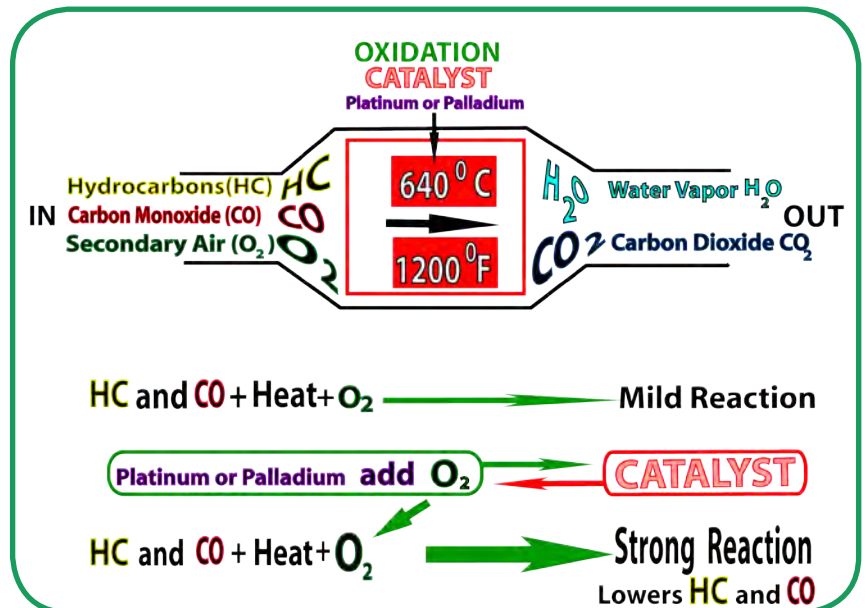 OXIDATION
CATALYST
Platinum or Palladium
Hydrocarbons(HC) HC 640 ⁰ C H₂O Water Vapor H₂O
IN Carbon Monoxide (CO) CO OUT
Secondary Air (O₂) O₂ 1200 ⁰F CO₂ Carbon Dioxide CO₂
HC and CO + Heat+ O₂ Mild Reaction
Platinum or Palladium add O₂ CATALYST
HC and CO + Heat+ O₂ Strong Reaction
Lowers HC and CO